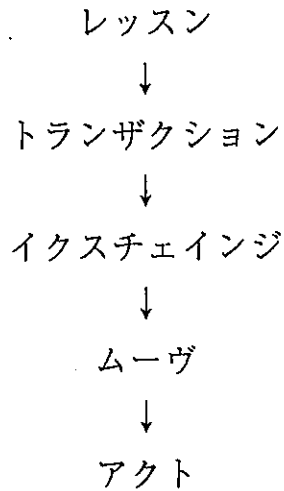 レッスン
↓
トランザクション
↓
イクスチェインジ
↓
ムーヴ
↓
アクト